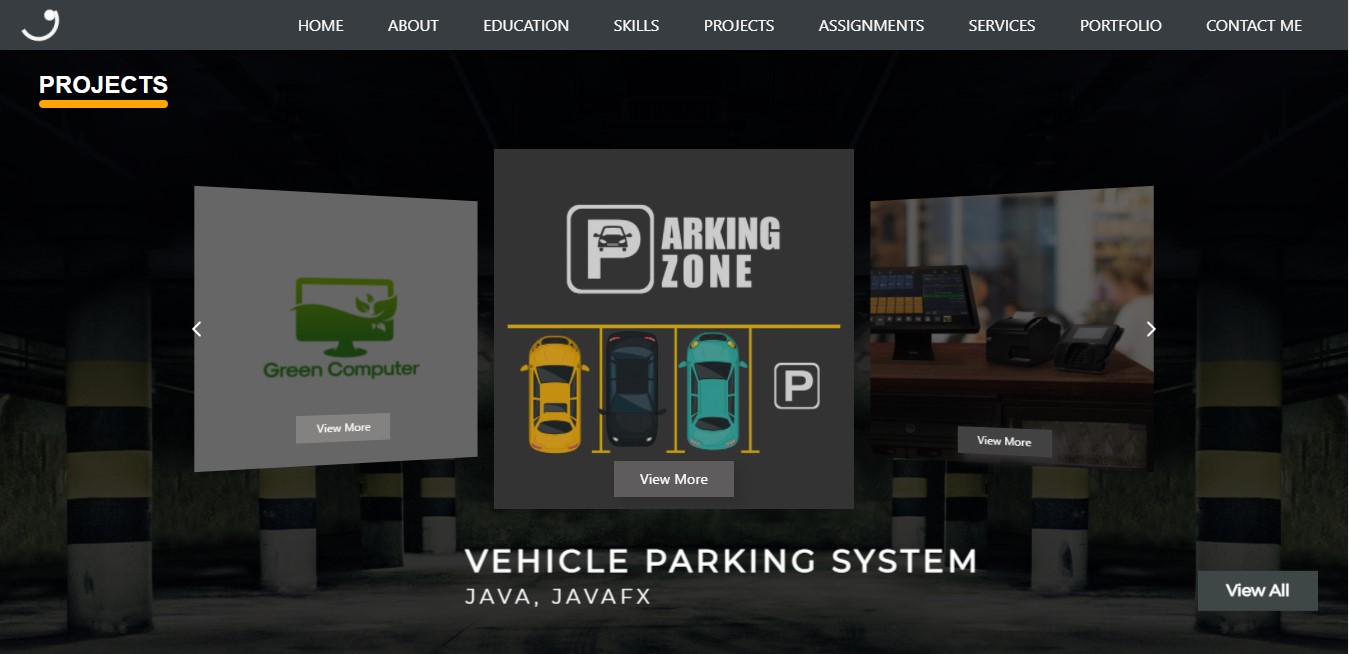 HOME ABOUT EDUCATION SKILLS PROJECTS ASSIGNMENTS SERVICES PORTFOLIO CONTACT ME
PROJECTS
Green Computer
View More
P ARKING
ZONE
P
View More
View More
VEHICLE PARKING SYSTEM
JAVA, JAVAFX
View All